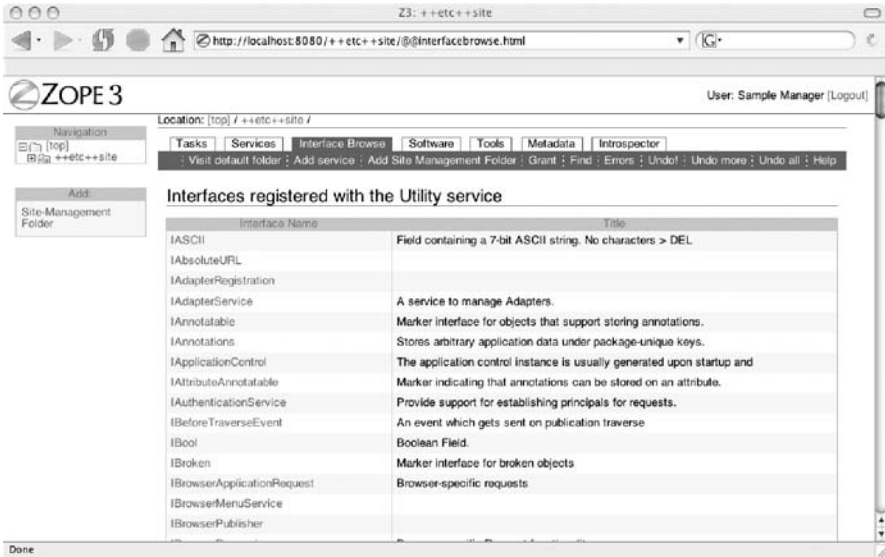 Z3: ++etc++site
http://localhost:8080/++etc++site/@@interfacebrowse.html
G
ZOPE 3
User: Sample Manager [Logout]
Location: [top] / ++etc++site /
Navigation
[top]
++etc++site
Add:
Site-Management
Folder
Tasks Services Interface Browse Software Tools Metadata Introspector
Visit default folder Add service Add Site Management Folder Grant Find Errors Undo! Undo more Undo all Help
Interfaces registered with the Utility service
Interface Name Title
IASCII Field containing a 7-bit ASCII string. No characters > DEL
IAbsoluteURL
IAdapterRegistration
IAdapterService A service to manage Adapters.
IAnnotatable Marker interface for objects that support storing annotations.
IAnnotations Stores arbitrary application data under package-unique keys.
IApplicationControl The application control instance is usually generated upon startup and
IAttributeAnnotatable Marker indicating that annotations can be stored on an attribute.
IAuthenticationService Provide support for establishing principals for requests.
IBeforeTraverseEvent An event which gets sent on publication traverse
IBool Boolean Field.
IBroken Marker interface for broken objects
IBrowserApplicationRequest Browser-specific requests
IBrowserMenuService
IBrowserPublisher
Done